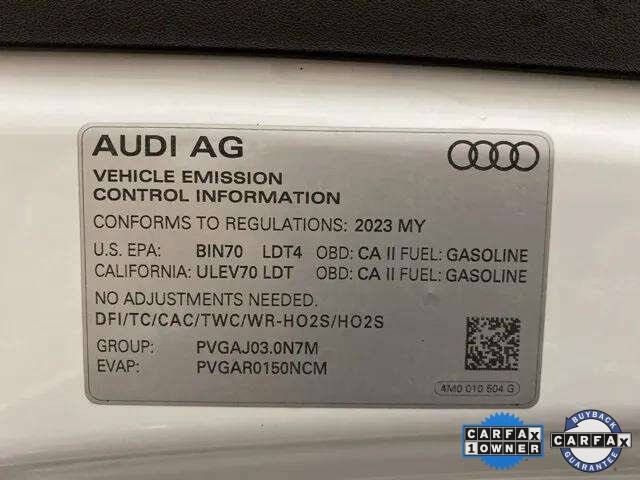 AUDI AG
VEHICLE EMISSION
CONTROL INFORMATION
CONFORMS TO REGULATIONS: 2023 MY
U.S. EPA: BIN70 LDT4 OBD: CA II FUEL: GASOLINE
CALIFORNIA: ULEV70 LDT OBD: CA II FUEL: GASOLINE
NO ADJUSTMENTS NEEDED.
DFI/TC/CAC/TWC/WR-HO2S/HO2S
GROUP: PVGAJ03.0N7M
EVAP: PVGAR0150NCM
4M0 010 504 G
CARFAX
1 OWNER
BUYBACK
CARFAX
GUARANTEE